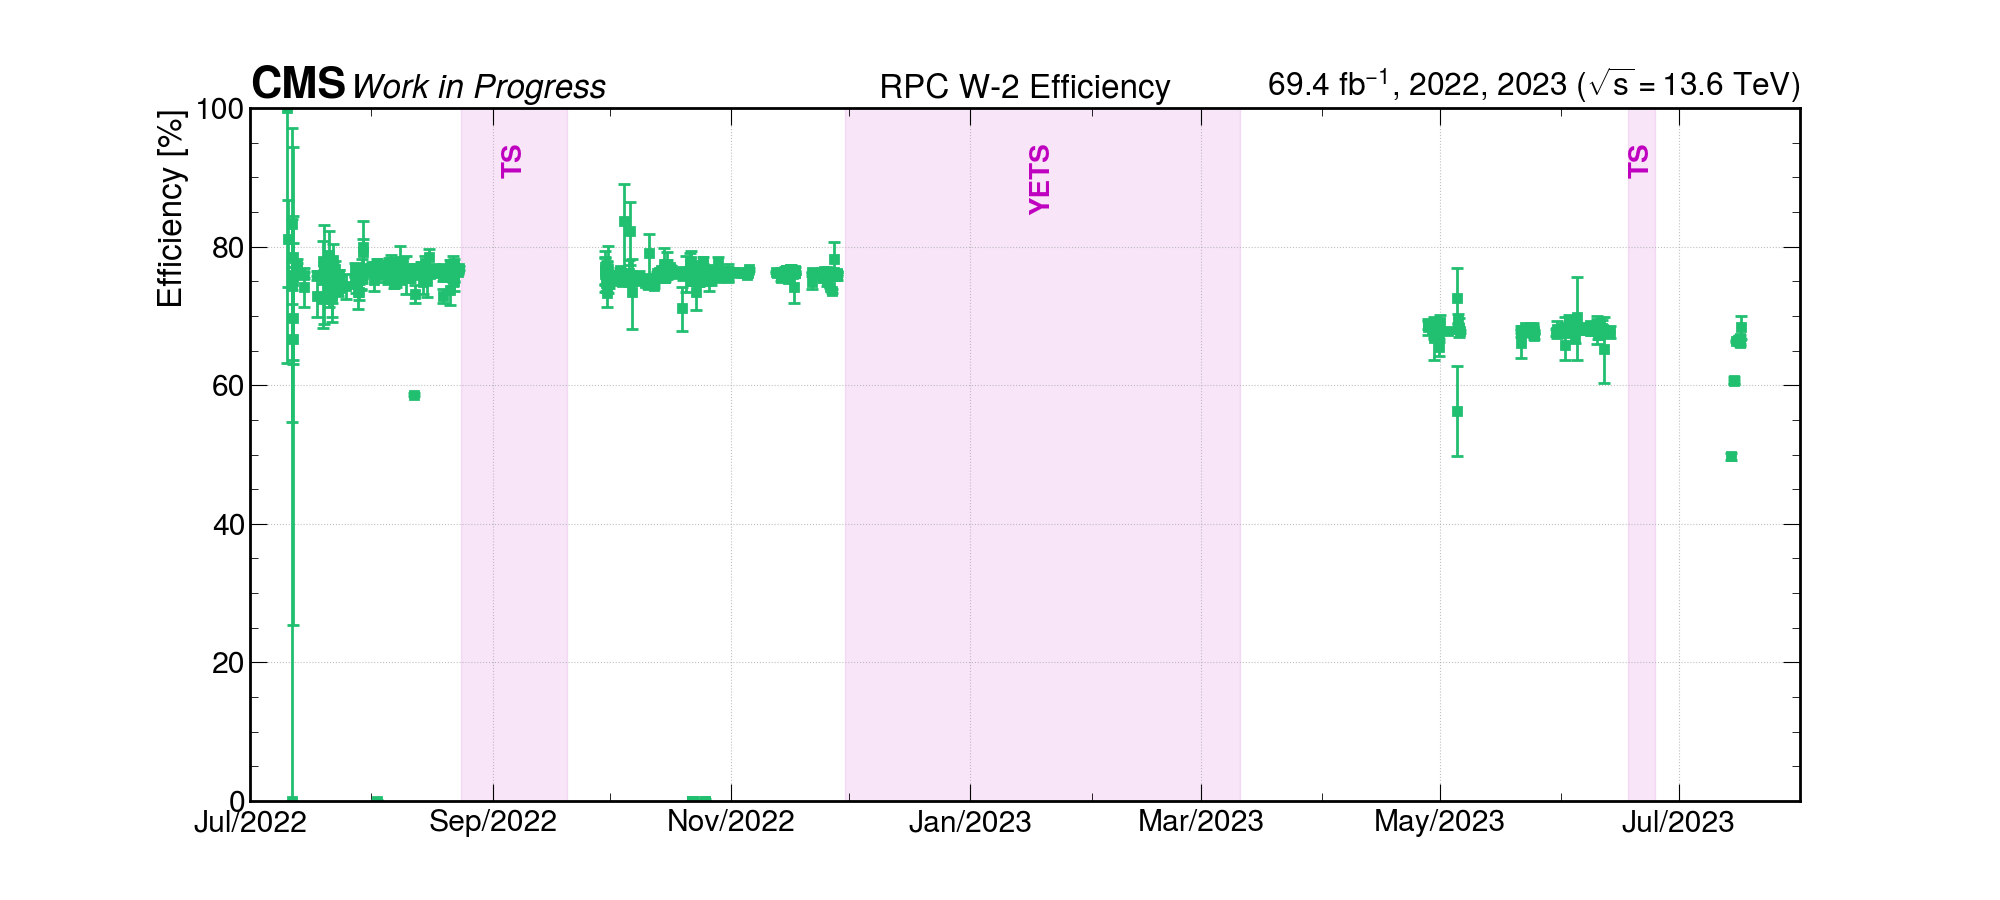 CMS Work in Progress RPC W-2 Efficiency 69.4 fb⁻¹, 2022, 2023 (√s = 13.6 TeV)
Efficiency [%]
100
80
60
40
20
0
TS
YETS
TS
Jul/2022 Sep/2022 Nov/2022 Jan/2023 Mar/2023 May/2023 Jul/2023